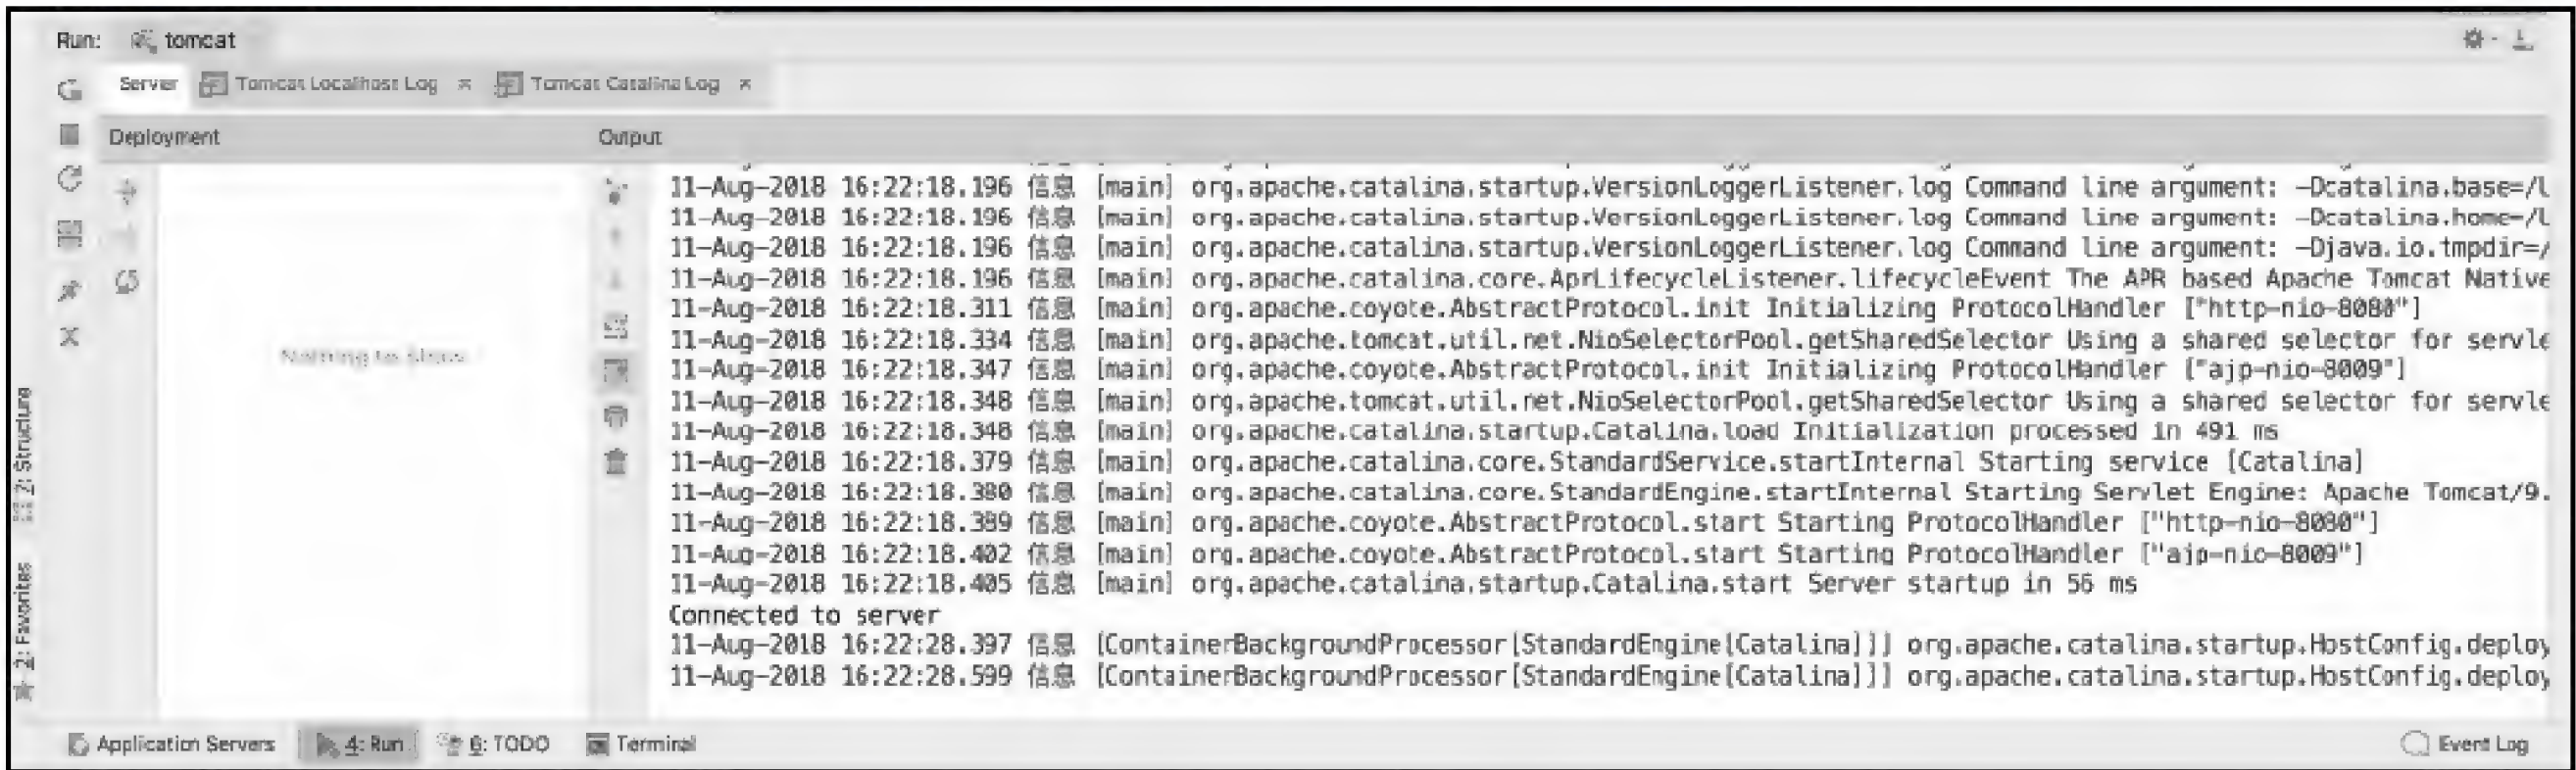 Run: tomcat
Server Tomcat Localhost Log × Tomcat Catalina Log ×
Deployment Output
11-Aug-2018 16:22:18.196 信息 [main] org.apache.catalina.startup.VersionLoggerListener.log Command line argument: -Dcatalina.base=/U
11-Aug-2018 16:22:18.196 信息 [main] org.apache.catalina.startup.VersionLoggerListener.log Command line argument: -Dcatalina.home=/U
11-Aug-2018 16:22:18.196 信息 [main] org.apache.catalina.startup.VersionLoggerListener.log Command line argument: -Djava.io.tmpdir=/
11-Aug-2018 16:22:18.196 信息 [main] org.apache.catalina.core.AprLifecycleListener.lifecycleEvent The APR based Apache Tomcat Native
11-Aug-2018 16:22:18.311 信息 [main] org.apache.coyote.AbstractProtocol.init Initializing ProtocolHandler ["http-nio-8080"]
11-Aug-2018 16:22:18.334 信息 [main] org.apache.tomcat.util.net.NioSelectorPool.getSharedSelector Using a shared selector for servle
11-Aug-2018 16:22:18.347 信息 [main] org.apache.coyote.AbstractProtocol.init Initializing ProtocolHandler ["ajp-nio-8009"]
11-Aug-2018 16:22:18.348 信息 [main] org.apache.tomcat.util.net.NioSelectorPool.getSharedSelector Using a shared selector for servle
11-Aug-2018 16:22:18.348 信息 [main] org.apache.catalina.startup.Catalina.load Initialization processed in 491 ms
11-Aug-2018 16:22:18.379 信息 [main] org.apache.catalina.core.StandardService.startInternal Starting service [Catalina]
11-Aug-2018 16:22:18.380 信息 [main] org.apache.catalina.core.StandardEngine.startInternal Starting Servlet Engine: Apache Tomcat/9.
11-Aug-2018 16:22:18.389 信息 [main] org.apache.coyote.AbstractProtocol.start Starting ProtocolHandler ["http-nio-8080"]
11-Aug-2018 16:22:18.402 信息 [main] org.apache.coyote.AbstractProtocol.start Starting ProtocolHandler ["ajp-nio-8009"]
11-Aug-2018 16:22:18.405 信息 [main] org.apache.catalina.startup.Catalina.start Server startup in 56 ms
Connected to server
11-Aug-2018 16:22:28.397 信息 [ContainerBackgroundProcessor[StandardEngine[Catalina]]] org.apache.catalina.startup.HostConfig.deploy
11-Aug-2018 16:22:28.599 信息 [ContainerBackgroundProcessor[StandardEngine[Catalina]]] org.apache.catalina.startup.HostConfig.deploy
Nothing to show
7: Structure
2: Favorites
Application Servers 4: Run 6: TODO Terminal Event Log